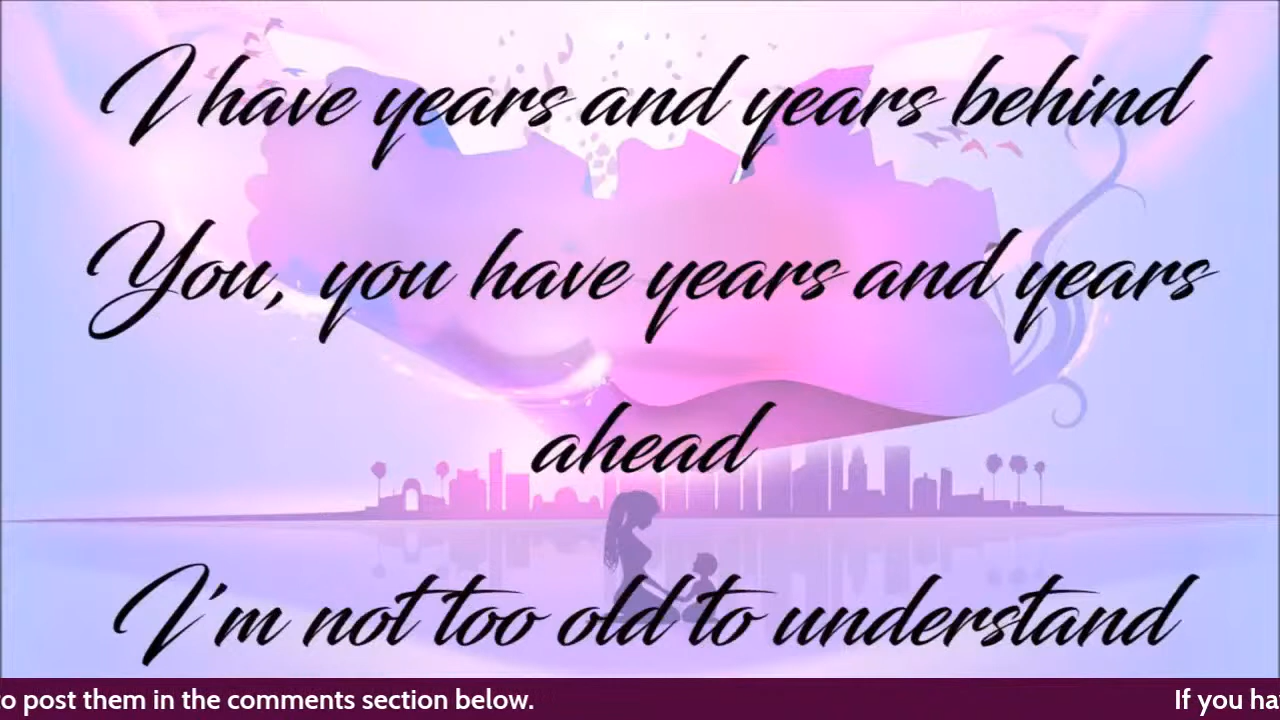 I have years and years behind
You, you have years and years
ahead
I'm not too old to understand
post them in the comments section below.
If you